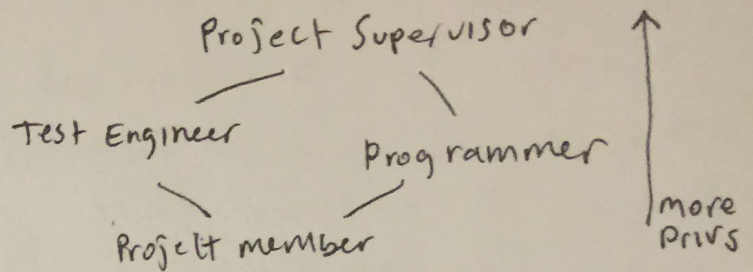 Project Supervisor
Test Engineer
Programmer
Project member
more
privs